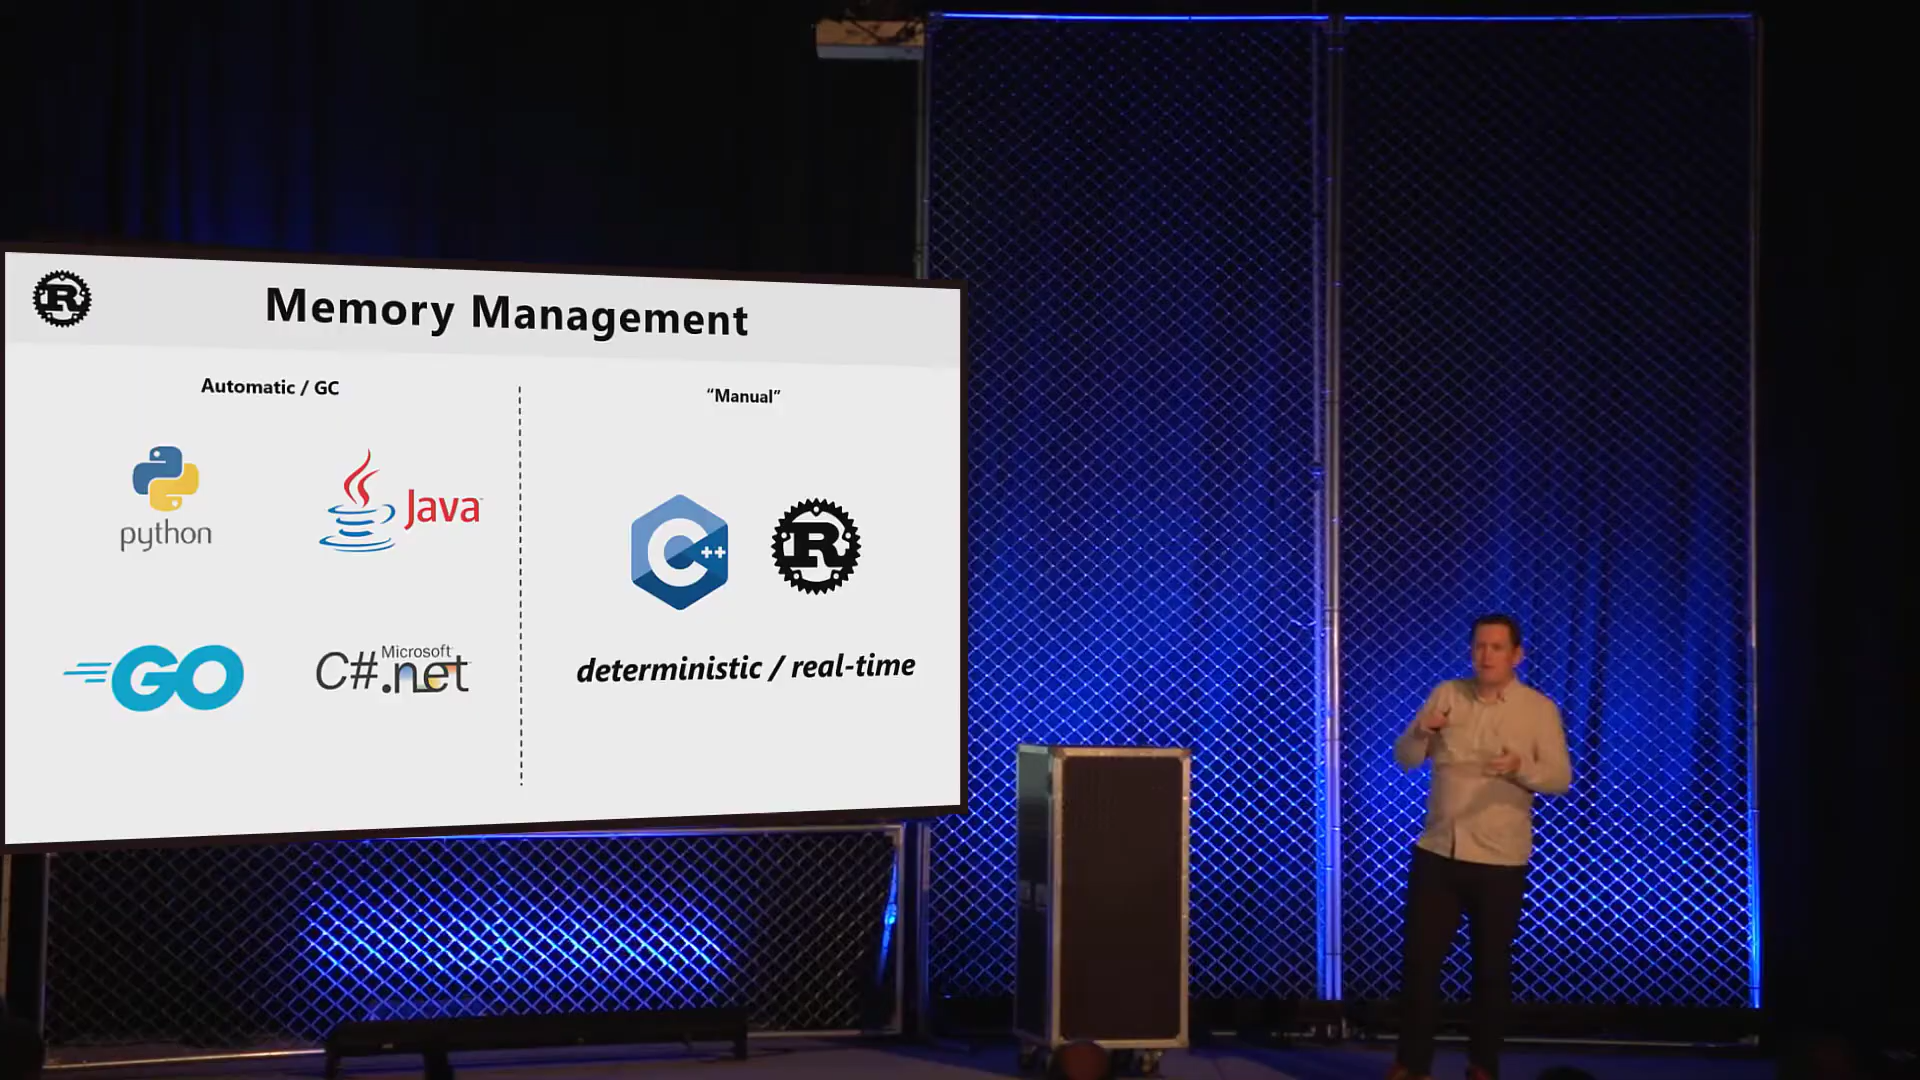 R
Memory Management
Automatic / GC
“Manual”
python
Java
C++
R
GO
C# Microsoft .net
deterministic / real-time